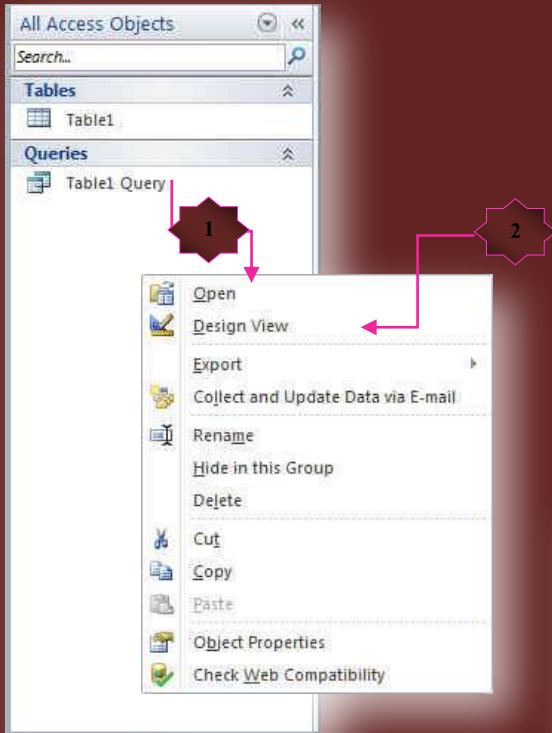 All Access Objects
Search...
Tables
Table1
Queries
Table1 Query
1
2
Open
Design View
Export
Collect and Update Data via E-mail
Rename
Hide in this Group
Delete
Cut
Copy
Paste
Object Properties
Check Web Compatibility